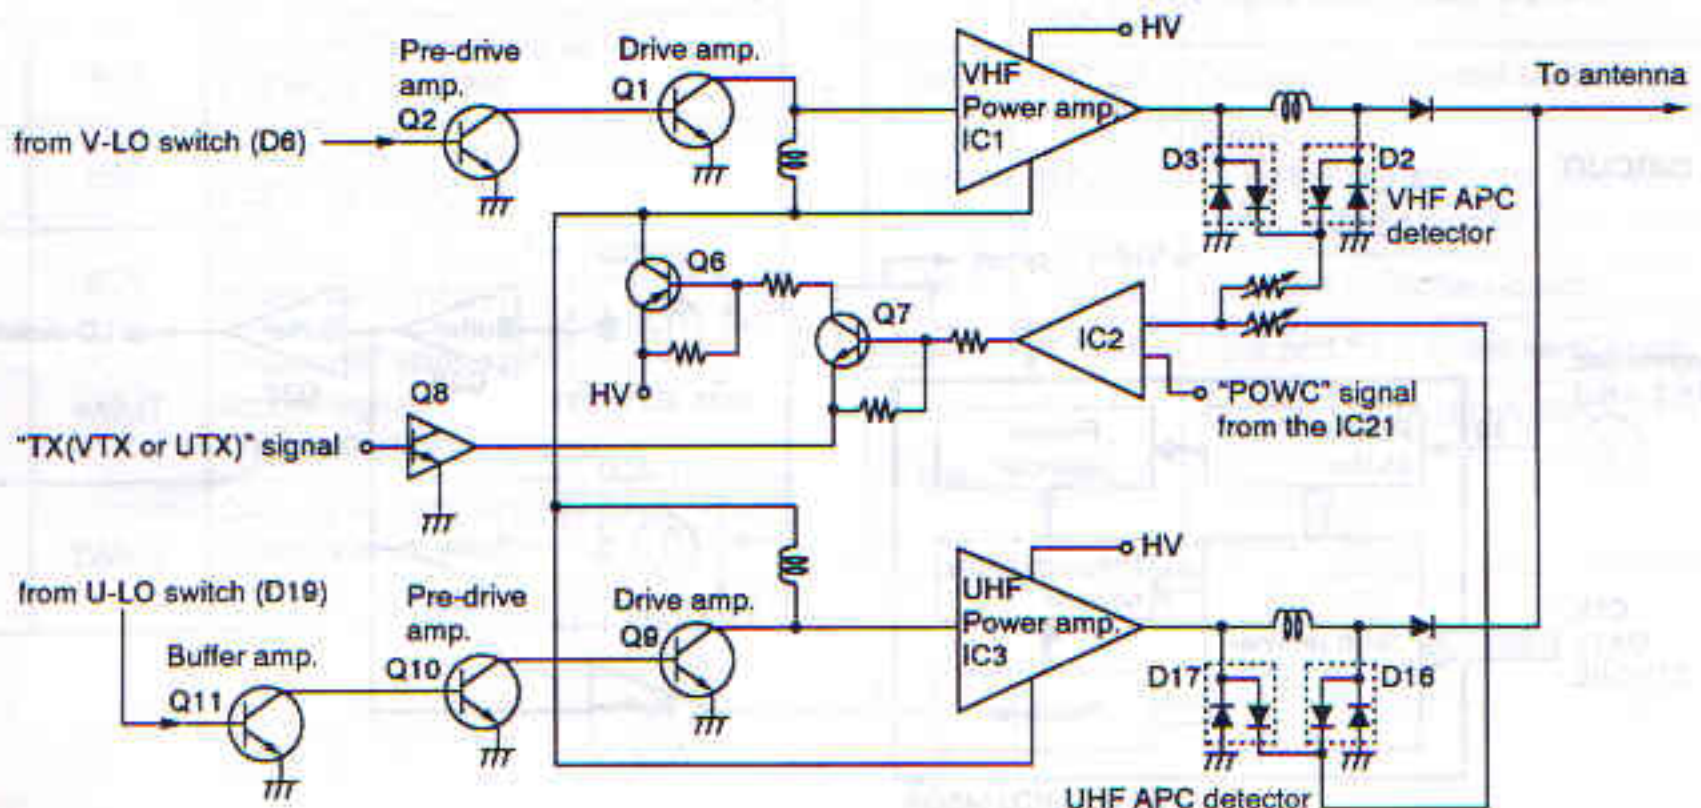 Pre-drive
amp.
Q2
Drive amp.
Q1
HV
VHF
Power amp.
IC1
To antenna
from V-LO switch (D6)
D3
D2
VHF APC
detector
Q6
Q7
IC2
HV
Q8
"POWC" signal
from the IC21
"TX(VTX or UTX)" signal
HV
from U-LO switch (D19)
Pre-drive
amp.
Q10
Drive amp.
Q9
UHF
Power amp.
IC3
Buffer amp.
Q11
D17
D16
UHF APC detector